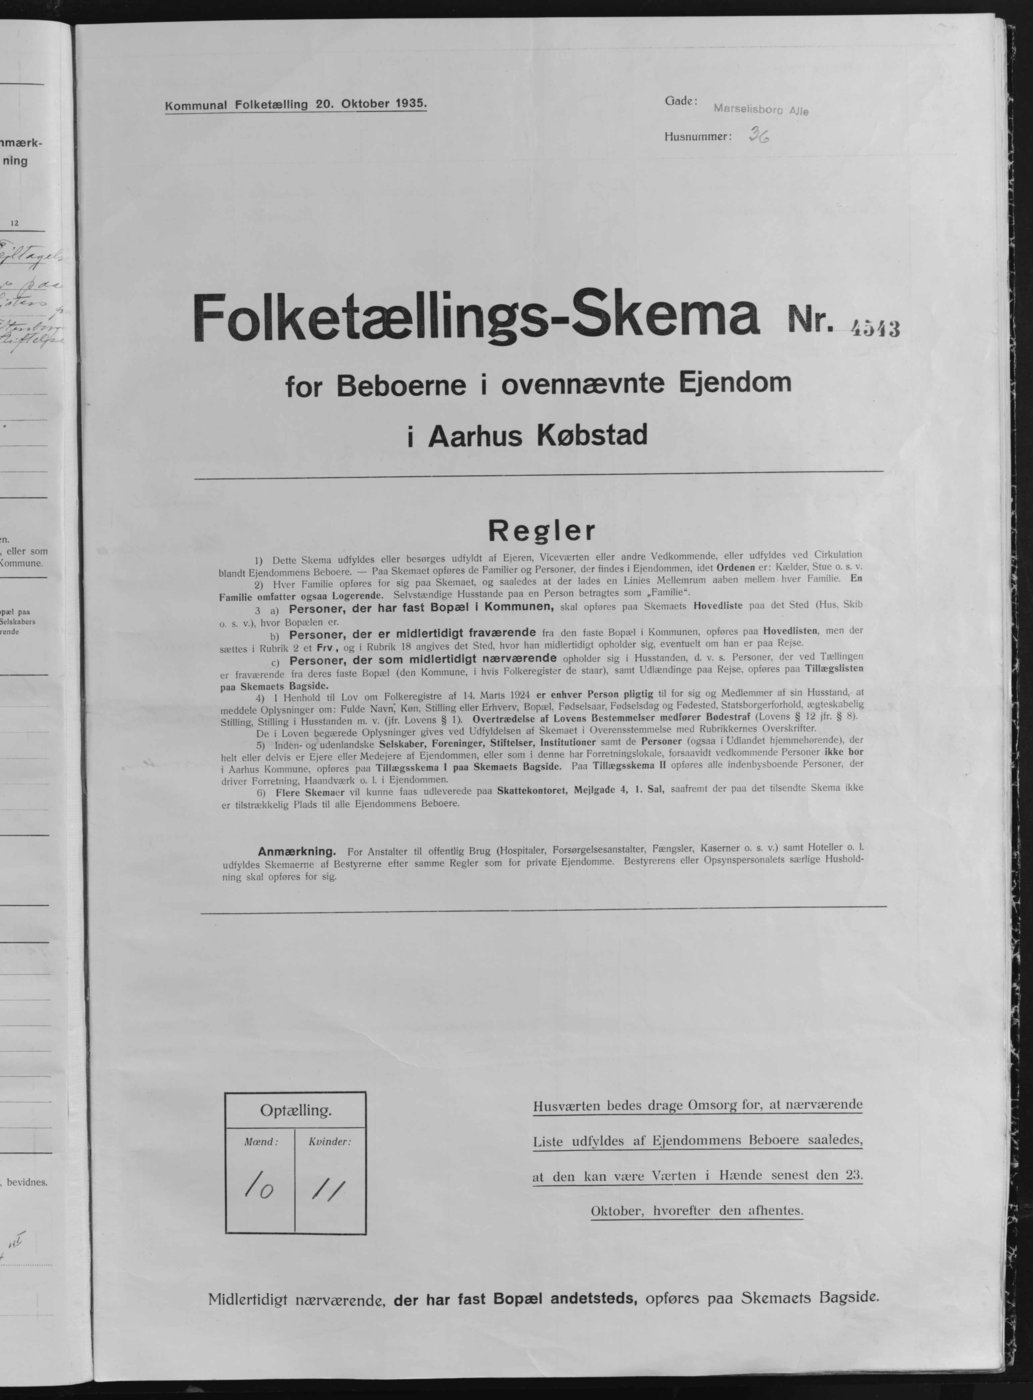 Kommunal Folketælling 20. Oktober 1935.
Gade: Marselisborg Alle
Husnummer: 36
Folketællings-Skema Nr. 4543
for Beboerne i ovennævnte Ejendom
i Aarhus Købstad
Regler
1) Dette Skema udfyldes eller besørges udfyldt af Ejeren, Viceværten eller andre Vedkommende, eller udfyldes ved Cirkulation
blandt Ejendommens Beboere. — Paa Skemaet opføres de Familier og Personer, der findes i Ejendommen, idet Ordenen er: Kælder, Stue o. s. v.
2) Hver Familie opføres for sig paa Skemaet, og saaledes at der lades en Linies Mellemrum aaben mellem hver Familie. En
Familie omfatter ogsaa Logerende. Selvstændige Husstande paa en Person betragtes som „Familie“.
3 a) Personer, der har fast Bopæl i Kommunen, skal opføres paa Skemaets Hovedliste paa det Sted (Hus, Skib
o. s. v.), hvor Bopælen er.
b) Personer, der er midlertidigt fraværende fra den faste Bopæl i Kommunen, opføres paa Hovedlisten, men der
sættes i Rubrik 2 et Frv., og i Rubrik 18 angives det Sted, hvor han midlertidigt opholder sig, eventuelt om han er paa Rejse.
c) Personer, der som midlertidigt nærværende opholder sig i Husstanden, d. v. s. Personer, der ved Tællingen
er fraværende fra deres faste Bopæl (den Kommune, i hvis Folkeregister de staar), samt Udlændinge paa Rejse, opføres paa Tillægslisten
paa Skemaets Bagside.
4) I Henhold til Lov om Folkeregistre af 14. Marts 1924 er enhver Person pligtig til for sig og Medlemmer af sin Husstand, at
meddele Oplysninger om: Fulde Navn, Køn, Stilling eller Erhverv, Bopæl, Fødselsaar, Fødselsdag og Fødested, Statsborgerforhold, ægteskabelig
Stilling, Stilling i Husstanden m. v. (jfr. Lovens § 1). Overtrædelse af Lovens Bestemmelser medfører Bødestraf (Lovens § 12 jfr. § 8).
De i Loven begærede Oplysninger gives ved Udfyldelsen af Skemaet i Overensstemmelse med Rubrikkernes Overskrifter.
5) Inden- og udenlandske Selskaber, Foreninger, Stiftelser, Institutioner samt de Personer (ogsaa i Udlandet hjemmehørende), der
helt eller delvis er Ejere eller Medejere af Ejendommen, eller som i denne har Forretningslokale, forsaavidt vedkommende Personer ikke bor
i Aarhus Kommune, opføres paa Tillægsskema I paa Skemaets Bagside. Paa Tillægsskema II opføres alle indenbysboende Personer, der
driver Forretning, Haandværk o. l. i Ejendommen.
6) Flere Skemaer vil kunne faas udleverede paa Skattekontoret, Mejlgade 4, 1. Sal, saafremt der paa det tilsendte Skema ikke
er tilstrækkelig Plads til alle Ejendommens Beboere.
Anmærkning. For Anstalter til offentlig Brug (Hospitaler, Forsørgelsesanstalter, Fængsler, Kaserner o. s. v.) samt Hoteller o. l.
udfyldes Skemaerne af Bestyrerne efter samme Regler som for private Ejendomme. Bestyrerens eller Opsynspersonalets særlige Hushold-
ning skal opføres for sig.
Optælling.
Mænd: Kvinder:
10 11
Husværten bedes drage Omsorg for, at nærværende
Liste udfyldes af Ejendommens Beboere saaledes,
at den kan være Værten i Hænde senest den 23.
Oktober, hvorefter den afhentes.
Midlertidigt nærværende, der har fast Bopæl andetsteds, opføres paa Skemaets Bagside.